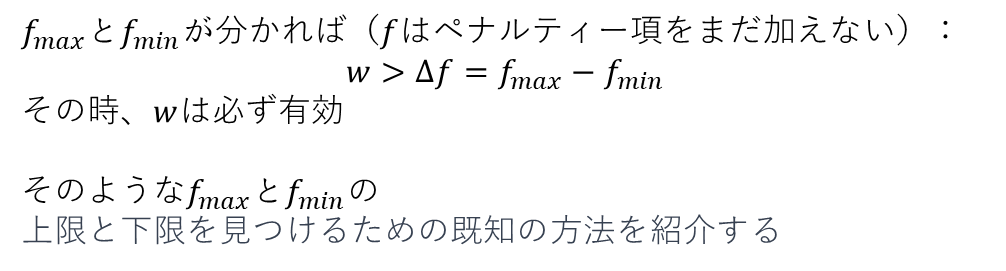 f_maxとf_minが分かれば（fはペナルティー項をまだ加えない）：
w > Δf = f_max − f_min
その時、wは必ず有効
そのようなf_maxとf_minの
上限と下限を見つけるための既知の方法を紹介する